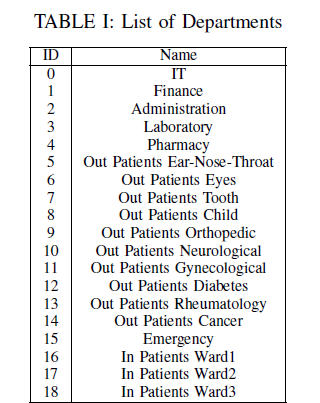 TABLE I: List of Departments
ID Name
0 IT
1 Finance
2 Administration
3 Laboratory
4 Pharmacy
5 Out Patients Ear-Nose-Throat
6 Out Patients Eyes
7 Out Patients Tooth
8 Out Patients Child
9 Out Patients Orthopedic
10 Out Patients Neurological
11 Out Patients Gynecological
12 Out Patients Diabetes
13 Out Patients Rheumatology
14 Out Patients Cancer
15 Emergency
16 In Patients Ward1
17 In Patients Ward2
18 In Patients Ward3